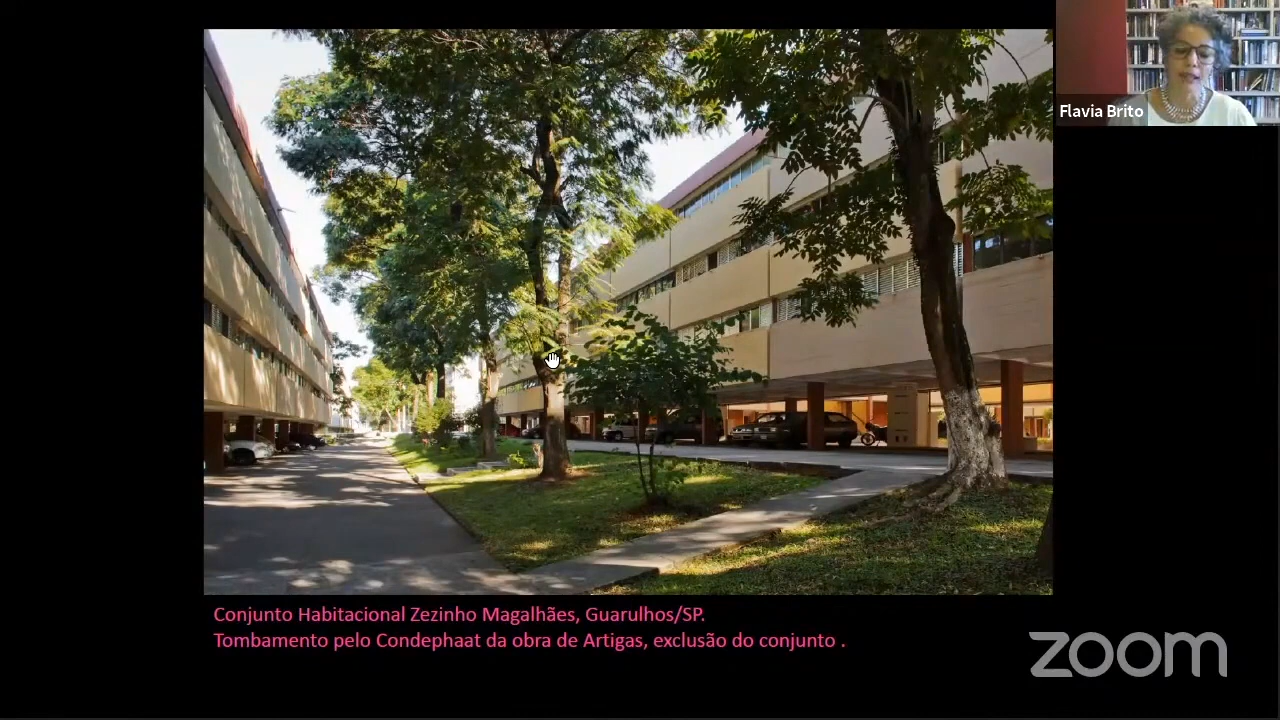 Flavia Brito
Conjunto Habitacional Zezinho Magalhães, Guarulhos/SP.
Tombamento pelo Condephaat da obra de Artigas, exclusão do conjunto .
zoom